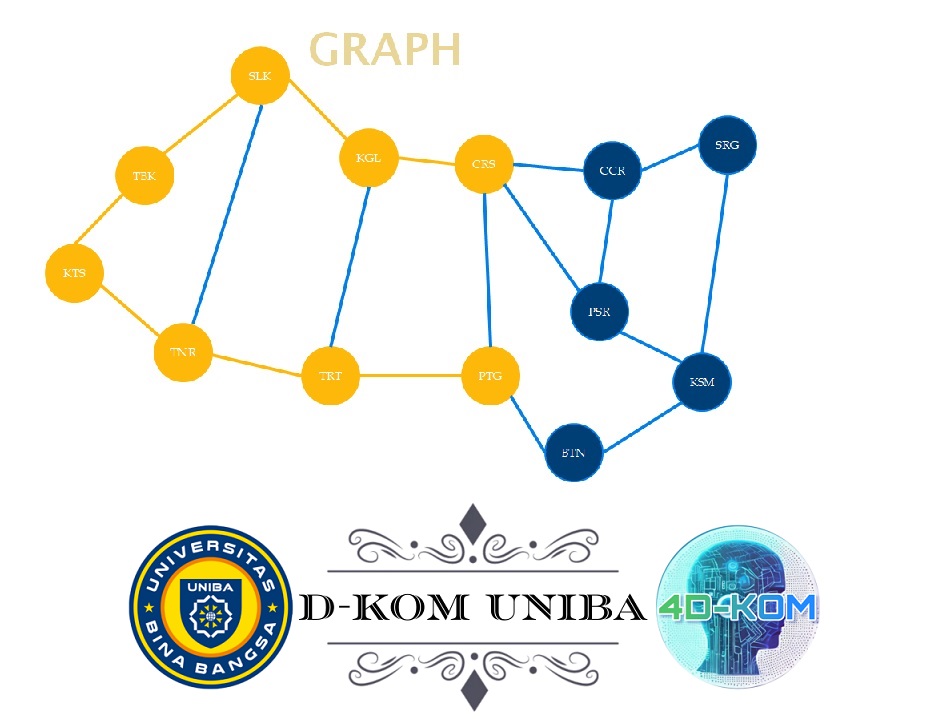 GRAPH
SLK
KGL
CRS
CCR
SRG
TBK
KTS
PSR
TNR
TRT
PTG
KSM
BTN
UNIVERSITAS
UNIBA
BINA BANGSA
D-KOM UNIBA
4D-KOM